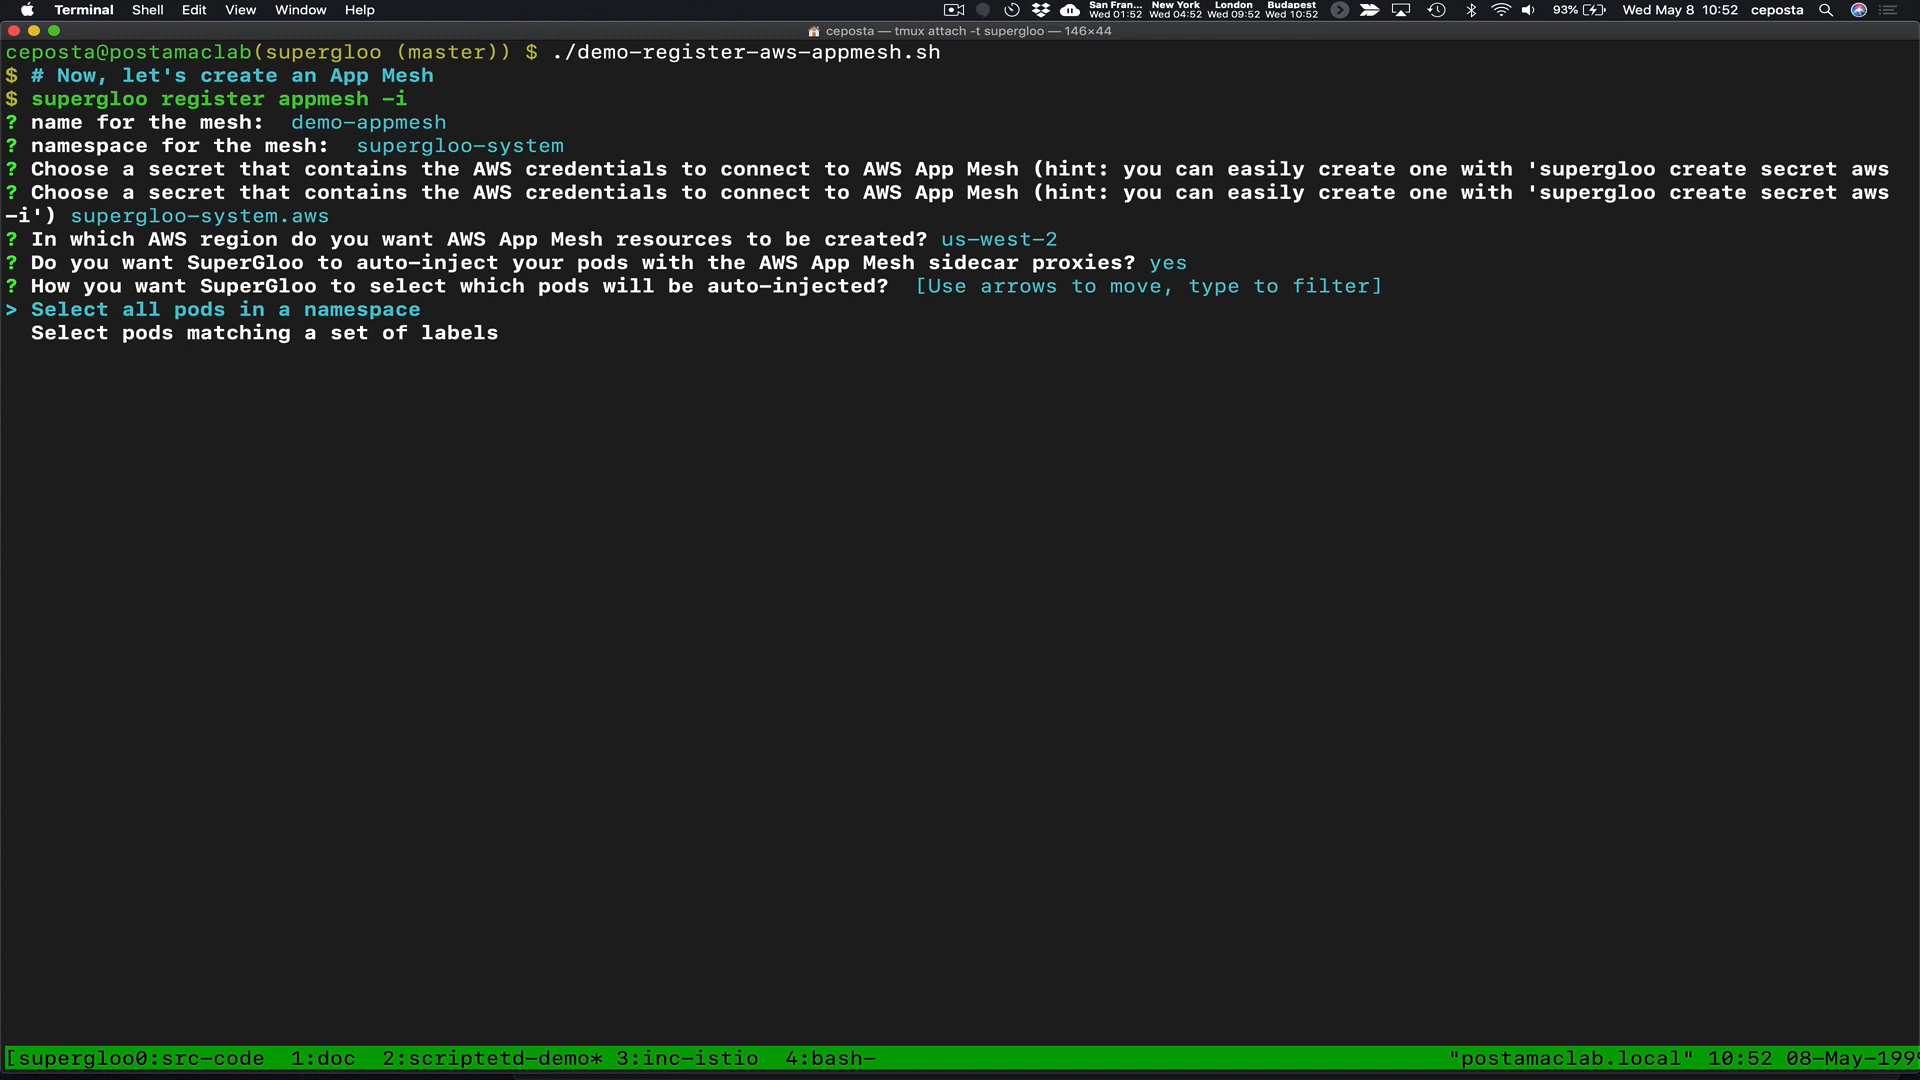 Terminal Shell Edit View Window Help San Fran... Wed 01:52 New York Wed 04:52 London Wed 09:52 Budapest Wed 10:52 93% Wed May 8 10:52 ceposta
ceposta — tmux attach -t supergloo — 146×44
ceposta@postamaclab(supergloo (master)) $ ./demo-register-aws-appmesh.sh
$ # Now, let's create an App Mesh
$ supergloo register appmesh -i
? name for the mesh:  demo-appmesh
? namespace for the mesh:  supergloo-system
? Choose a secret that contains the AWS credentials to connect to AWS App Mesh (hint: you can easily create one with 'supergloo create secret aws
? Choose a secret that contains the AWS credentials to connect to AWS App Mesh (hint: you can easily create one with 'supergloo create secret aws
-i') supergloo-system.aws
? In which AWS region do you want AWS App Mesh resources to be created? us-west-2
? Do you want SuperGloo to auto-inject your pods with the AWS App Mesh sidecar proxies? yes
? How you want SuperGloo to select which pods will be auto-injected?  [Use arrows to move, type to filter]
> Select all pods in a namespace
  Select pods matching a set of labels
[supergloo0:src-code  1:doc  2:scriptetd-demo* 3:inc-istio  4:bash- "postamaclab.local" 10:52 08-May-199